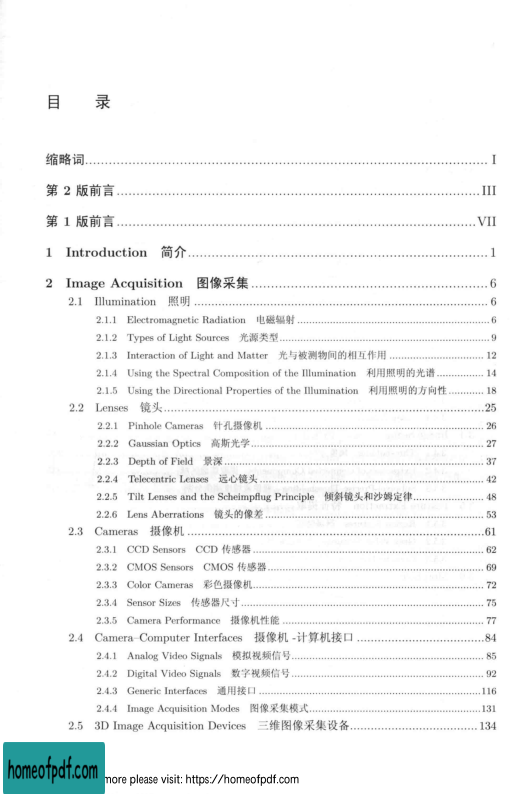 目 录
缩略词 I
第 2 版前言 III
第 1 版前言 VII
1 Introduction 简介 1
2 Image Acquisition 图像采集 6
2.1 Illumination 照明 6
2.1.1 Electromagnetic Radiation 电磁辐射 6
2.1.2 Types of Light Sources 光源类型 9
2.1.3 Interaction of Light and Matter 光与被测物间的相互作用 12
2.1.4 Using the Spectral Composition of the Illumination 利用照明的光谱 14
2.1.5 Using the Directional Properties of the Illumination 利用照明的方向性 18
2.2 Lenses 镜头 25
2.2.1 Pinhole Cameras 针孔摄像机 26
2.2.2 Gaussian Optics 高斯光学 27
2.2.3 Depth of Field 景深 37
2.2.4 Telecentric Lenses 远心镜头 42
2.2.5 Tilt Lenses and the Scheimpflug Principle 倾斜镜头和沙姆定律 48
2.2.6 Lens Aberrations 镜头的像差 53
2.3 Cameras 摄像机 61
2.3.1 CCD Sensors CCD 传感器 62
2.3.2 CMOS Sensors CMOS 传感器 69
2.3.3 Color Cameras 彩色摄像机 72
2.3.4 Sensor Sizes 传感器尺寸 75
2.3.5 Camera Performance 摄像机性能 77
2.4 Camera–Computer Interfaces 摄像机 -计算机接口 84
2.4.1 Analog Video Signals 模拟视频信号 85
2.4.2 Digital Video Signals 数字视频信号 92
2.4.3 Generic Interfaces 通用接口 116
2.4.4 Image Acquisition Modes 图像采集模式 131
2.5 3D Image Acquisition Devices 三维图像采集设备 134
homeofpdf.com more please visit: https://homeofpdf.com